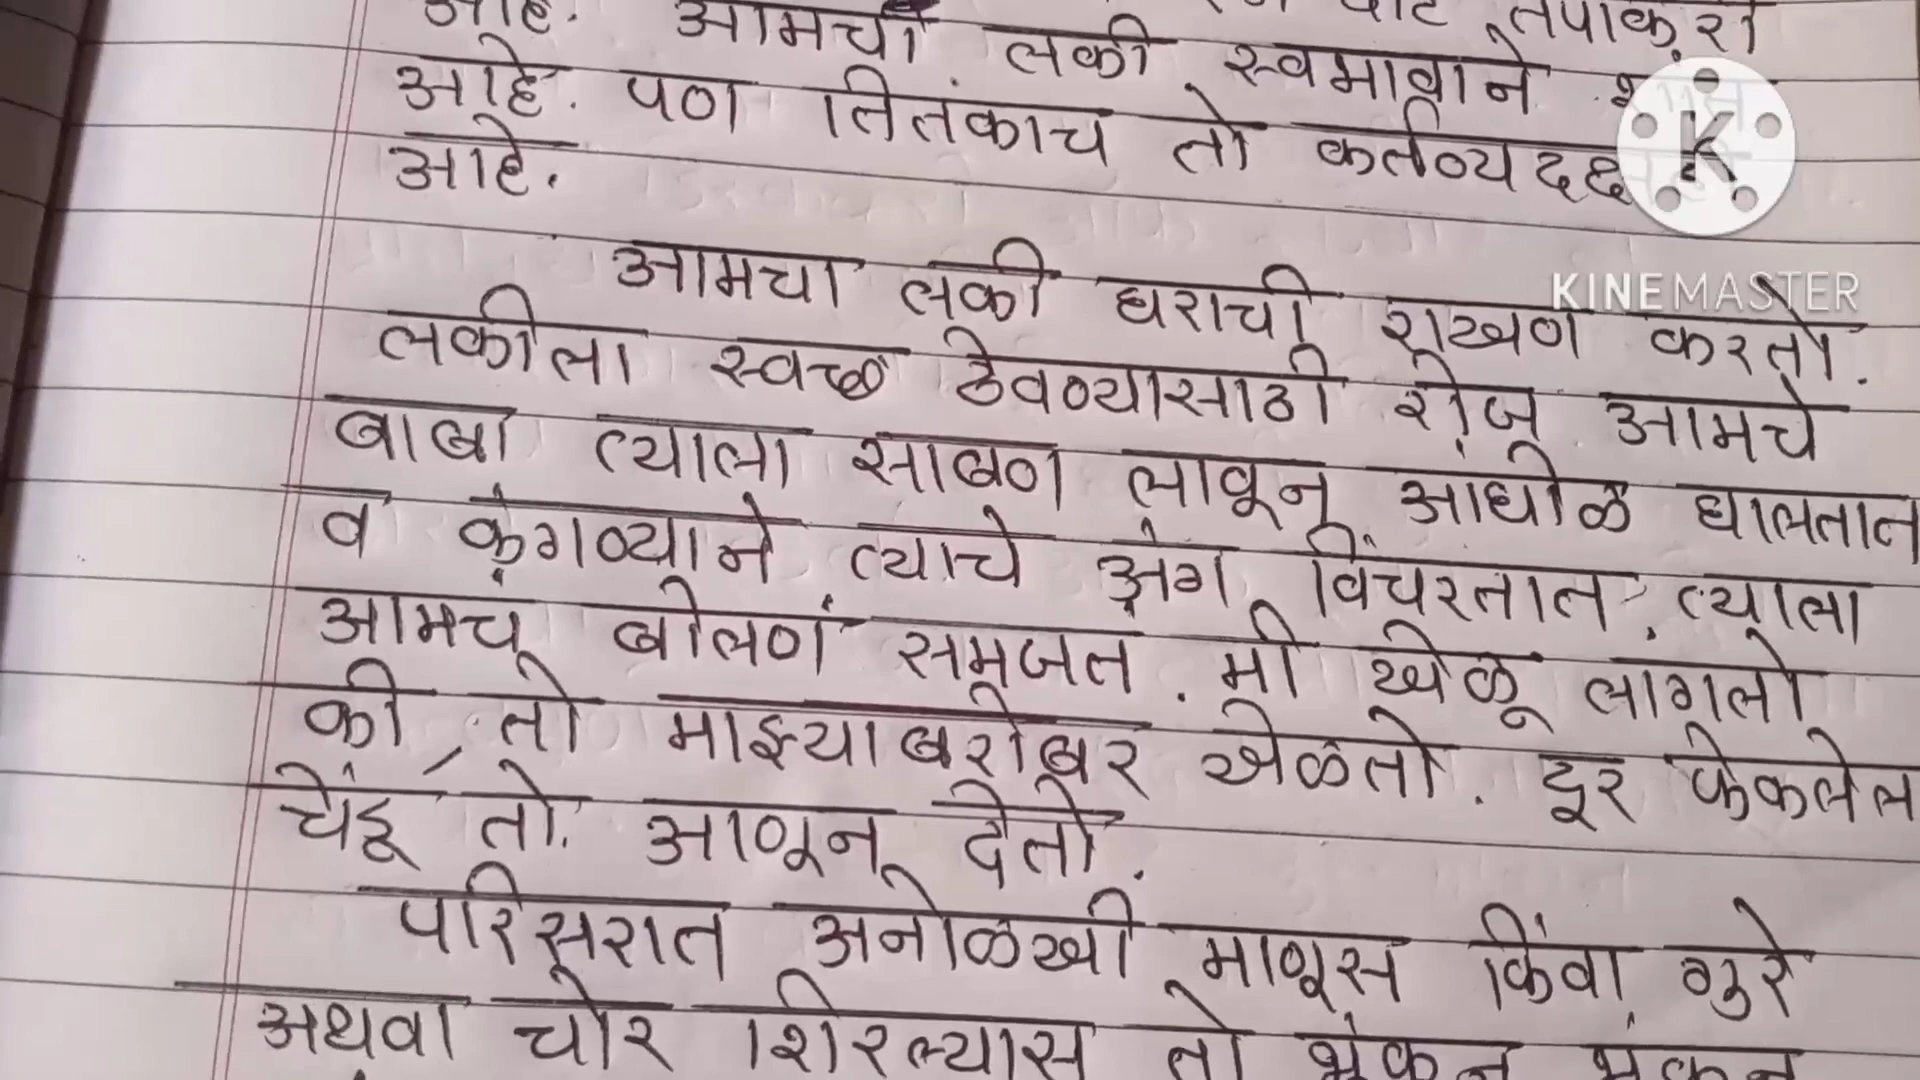 आहे. आमचा लकी स्वभावाने
आहे. पण तितकाच तो कर्तव्यदक्ष
आहे.
K
KINEMASTER
आमचा लकी घराची राखण करतो.
लकीला स्वच्छ ठेवण्यासाठी रोज आमचे
बाबा त्याला साबण लावून आंघोळ घालतात
व कंगव्याने त्याचे अंग विंचरतात. त्याला
आमचं बोलणं समजतं. मी खेळू लागलो
की, तो माझ्याबरोबर खेळतो. दूर फेकलेल
चेंडू तो आणून देतो.
परिसरात अनोळखी माणूस किंवा गुरे
अथवा चोर शिरल्यास तो भुंकून भुंकून